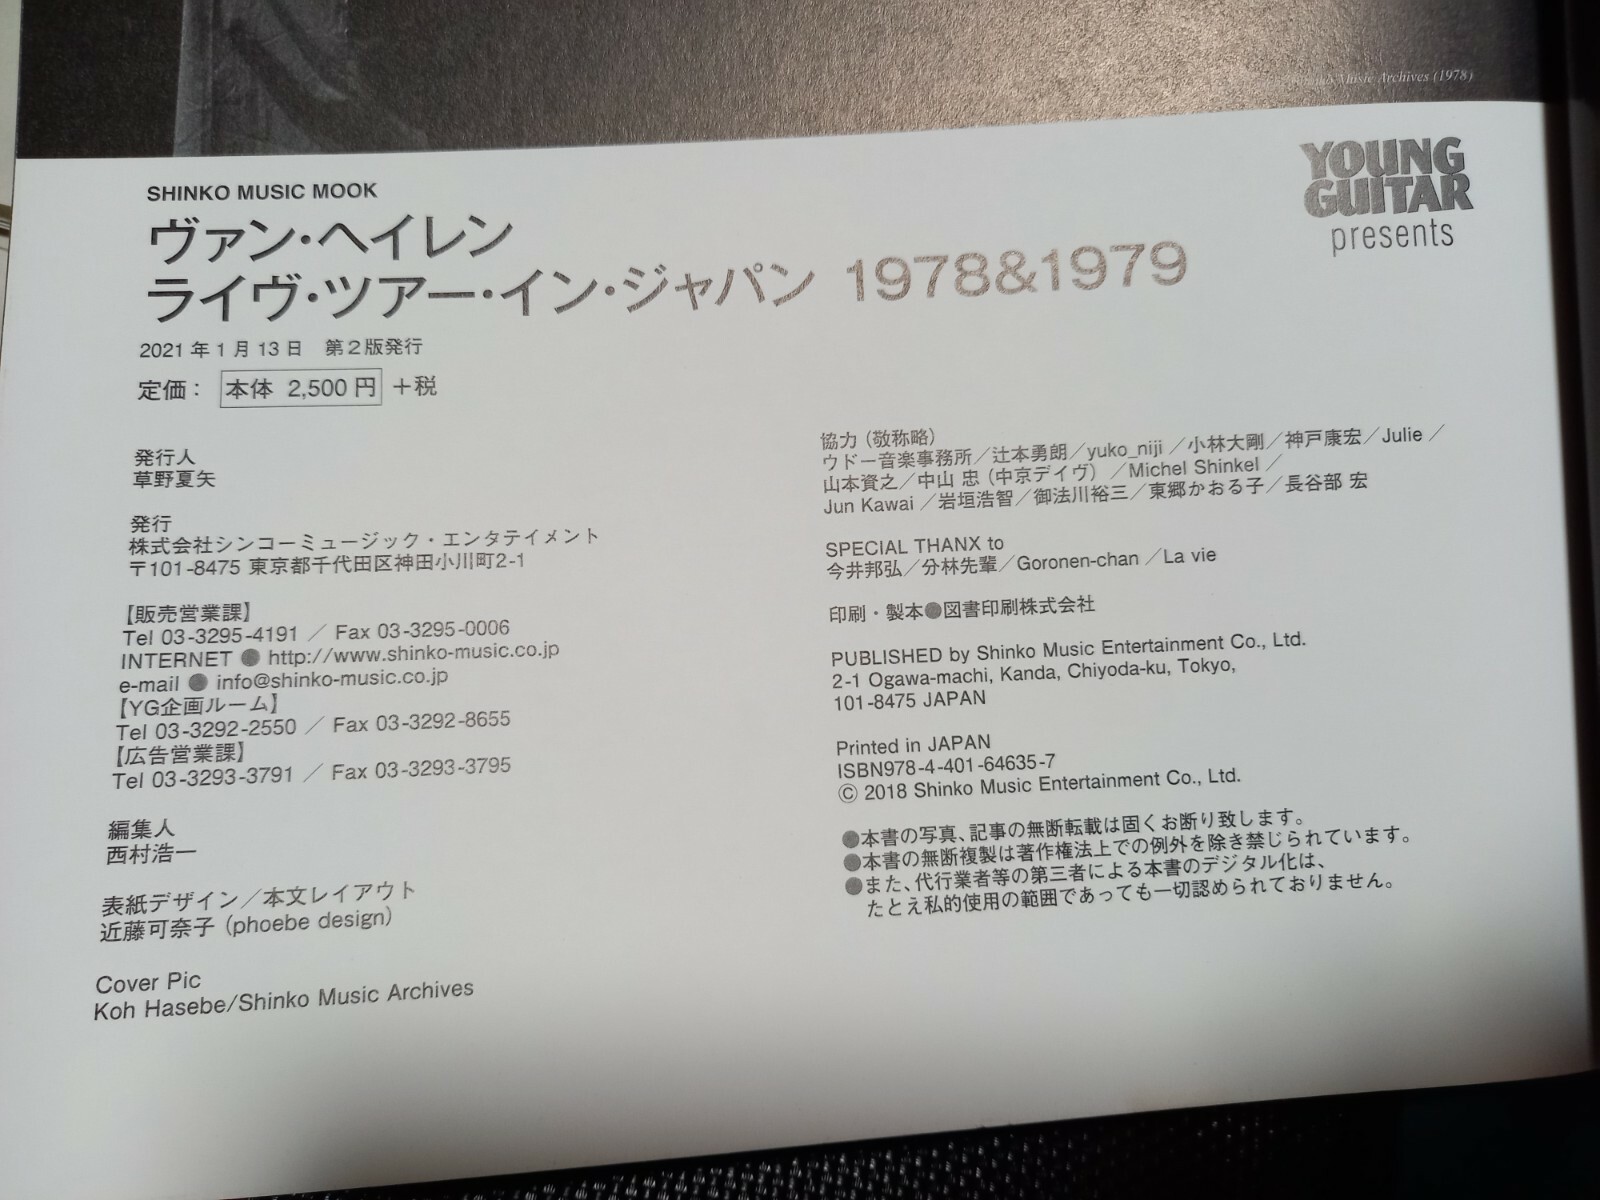 Music Archives (1978)
YOUNG
GUITAR
presents
SHINKO MUSIC MOOK
ヴァン・ヘイレン
ライヴ・ツアー・イン・ジャパン 1978&1979
2021年1月13日　第2版発行
定価： 本体 2,500円 +税
発行人
草野夏矢
発行
株式会社シンコーミュージック・エンタテイメント
〒101-8475 東京都千代田区神田小川町2-1
【販売営業課】
Tel 03-3295-4191 ／ Fax 03-3295-0006
INTERNET ● http://www.shinko-music.co.jp
e-mail ● info@shinko-music.co.jp
【YG企画ルーム】
Tel 03-3292-2550 ／ Fax 03-3292-8655
【広告営業課】
Tel 03-3293-3791 ／ Fax 03-3293-3795
編集人
西村浩一
表紙デザイン／本文レイアウト
近藤可奈子 (phoebe design)
Cover Pic
Koh Hasebe/Shinko Music Archives
協力（敬称略）
ウドー音楽事務所／辻本勇朗／yuko_niji／小林大剛／神戸康宏／Julie／
山本資之／中山 忠（中京デイヴ）／Michel Shinkel／
Jun Kawai／岩垣浩智／御法川裕三／東郷かおる子／長谷部 宏
SPECIAL THANX to
今井邦弘／分林先輩／Goronen-chan／La vie
印刷・製本●図書印刷株式会社
PUBLISHED by Shinko Music Entertainment Co., Ltd.
2-1 Ogawa-machi, Kanda, Chiyoda-ku, Tokyo,
101-8475 JAPAN
Printed in JAPAN
ISBN978-4-401-64635-7
© 2018 Shinko Music Entertainment Co., Ltd.
●本書の写真、記事の無断転載は固くお断り致します。
●本書の無断複製は著作権法上での例外を除き禁じられています。
●また、代行業者等の第三者による本書のデジタル化は、
たとえ私的使用の範囲であっても一切認められておりません。